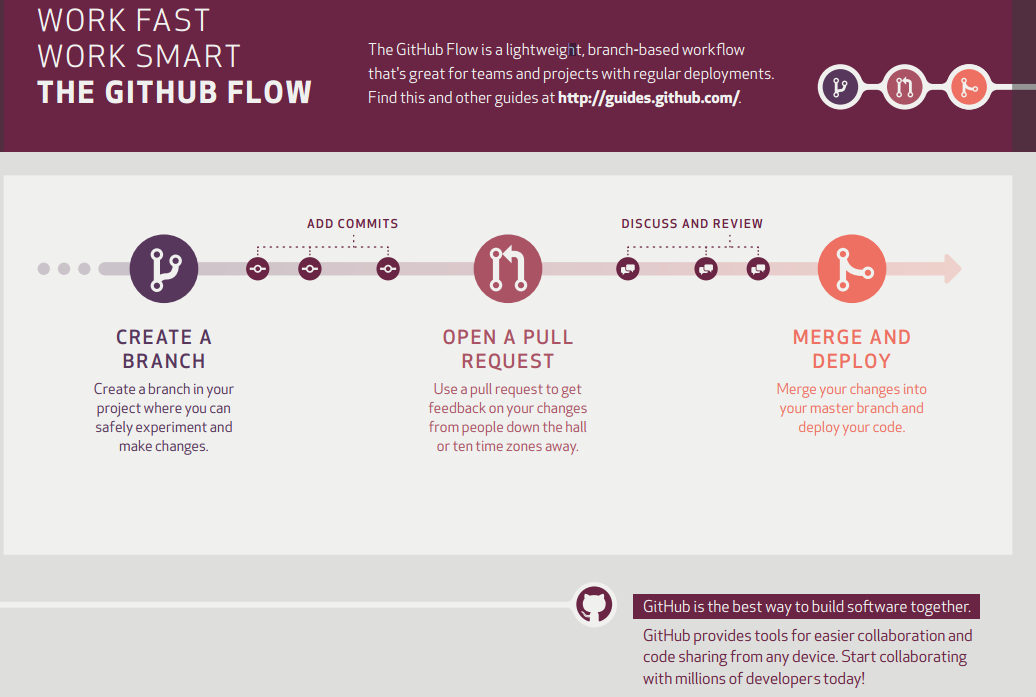 WORK FAST
WORK SMART
THE GITHUB FLOW
The GitHub Flow is a lightweight, branch-based workflow
that's great for teams and projects with regular deployments.
Find this and other guides at http://guides.github.com/.
ADD COMMITS
DISCUSS AND REVIEW
CREATE A
BRANCH
Create a branch in your
project where you can
safely experiment and
make changes.
OPEN A PULL
REQUEST
Use a pull request to get
feedback on your changes
from people down the hall
or ten time zones away.
MERGE AND
DEPLOY
Merge your changes into
your master branch and
deploy your code.
GitHub is the best way to build software together.
GitHub provides tools for easier collaboration and
code sharing from any device. Start collaborating
with millions of developers today!